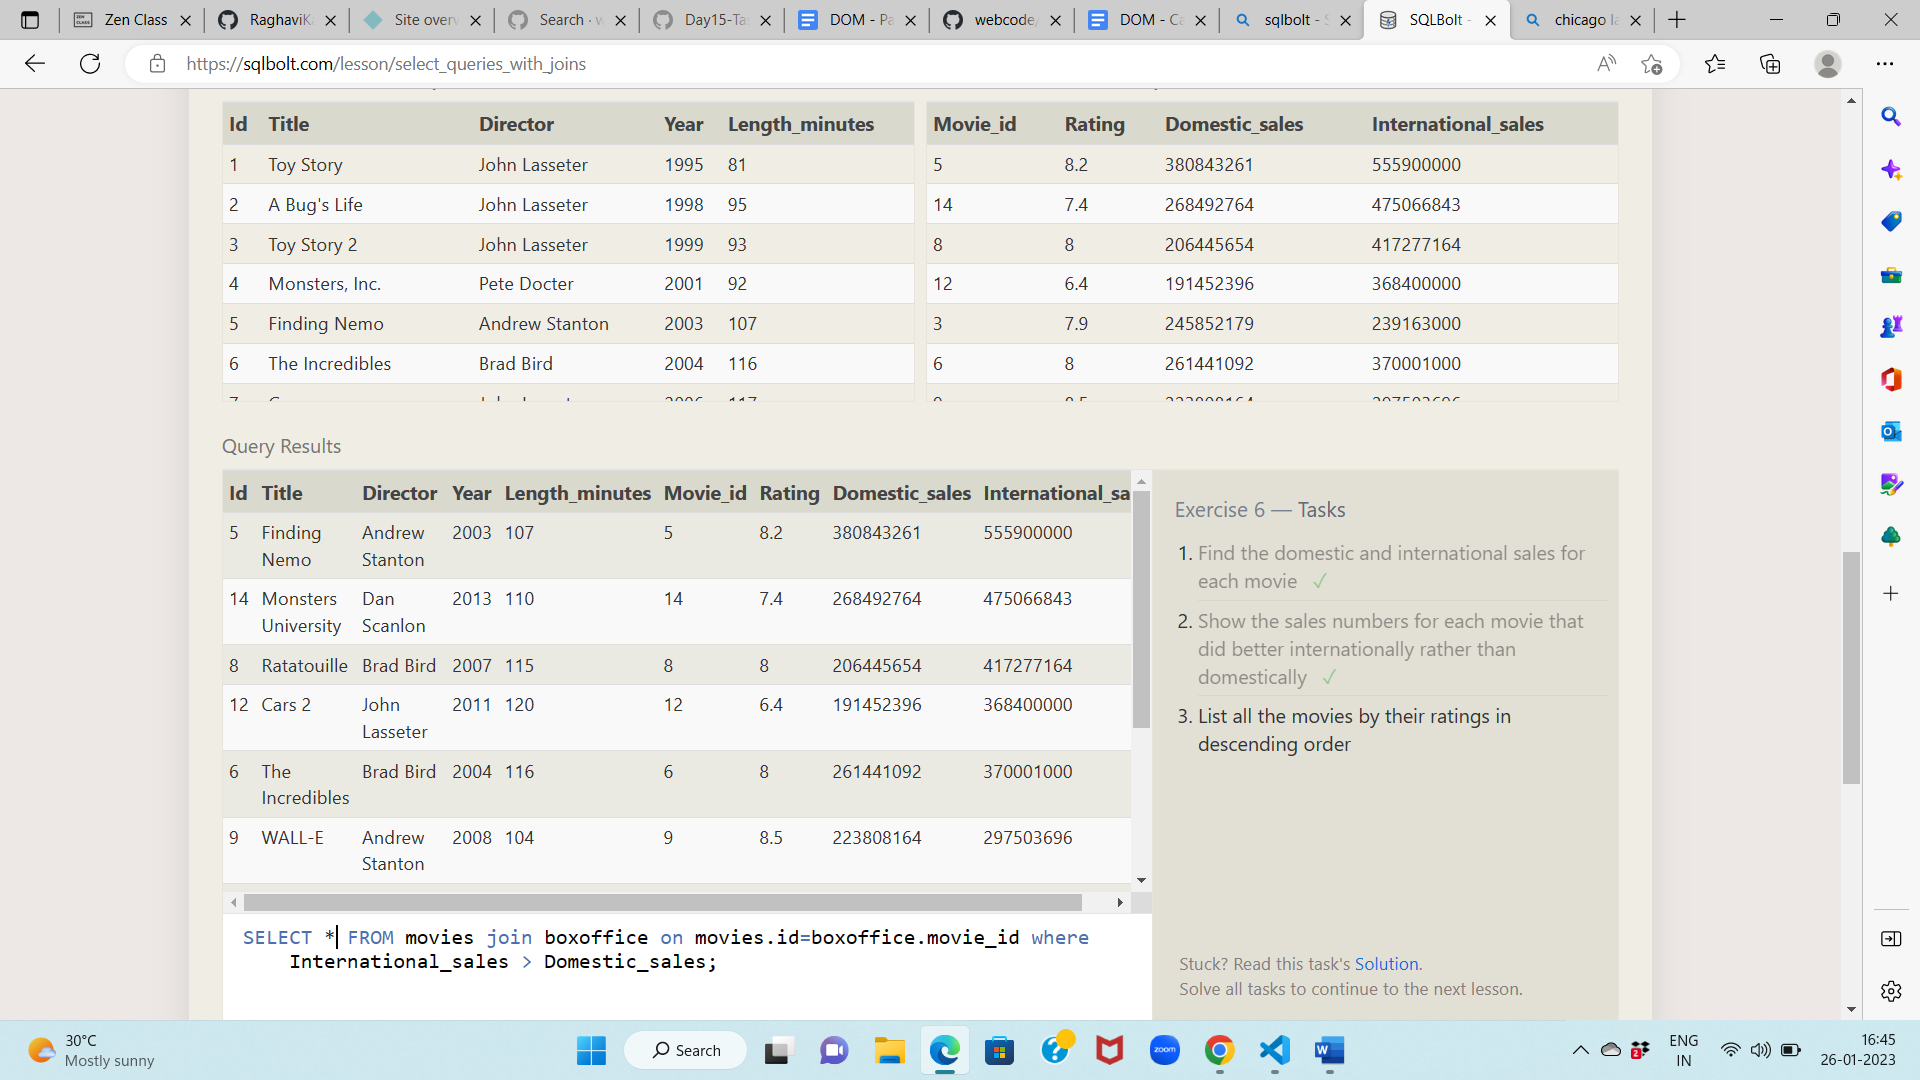 Zen Class
RaghaviK
Site overv
Search · w
Day15-Tas
DOM - Pa
webcode/
DOM - Ca
sqlbolt - S
SQLBolt -
chicago la
https://sqlbolt.com/lesson/select_queries_with_joins
Id Title Director Year Length_minutes
1 Toy Story John Lasseter 1995 81
2 A Bug's Life John Lasseter 1998 95
3 Toy Story 2 John Lasseter 1999 93
4 Monsters, Inc. Pete Docter 2001 92
5 Finding Nemo Andrew Stanton 2003 107
6 The Incredibles Brad Bird 2004 116
Movie_id Rating Domestic_sales International_sales
5 8.2 380843261 555900000
14 7.4 268492764 475066843
8 8 206445654 417277164
12 6.4 191452396 368400000
3 7.9 245852179 239163000
6 8 261441092 370001000
Query Results
Id Title Director Year Length_minutes Movie_id Rating Domestic_sales International_sa
5 Finding Andrew 2003 107 5 8.2 380843261 555900000
Nemo Stanton
14 Monsters Dan 2013 110 14 7.4 268492764 475066843
University Scanlon
8 Ratatouille Brad Bird 2007 115 8 8 206445654 417277164
12 Cars 2 John 2011 120 12 6.4 191452396 368400000
Lasseter
6 The Brad Bird 2004 116 6 8 261441092 370001000
Incredibles
9 WALL-E Andrew 2008 104 9 8.5 223808164 297503696
Stanton
SELECT * FROM movies join boxoffice on movies.id=boxoffice.movie_id where
International_sales > Domestic_sales;
Exercise 6 — Tasks
1. Find the domestic and international sales for
each movie ✓
2. Show the sales numbers for each movie that
did better internationally rather than
domestically ✓
3. List all the movies by their ratings in
descending order
Stuck? Read this task's Solution.
Solve all tasks to continue to the next lesson.
30°C
Mostly sunny
Search
zoom
2
ENG
IN
16:45
26-01-2023